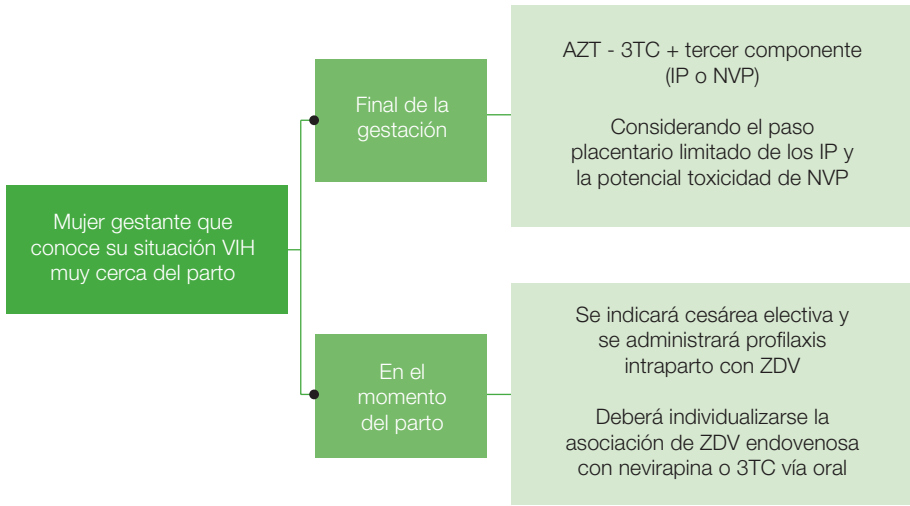 Mujer gestante que
conoce su situación VIH
muy cerca del parto
Final de la
gestación
AZT - 3TC + tercer componente
(IP o NVP)
Considerando el paso
placentario limitado de los IP y
la potencial toxicidad de NVP
En el
momento
del parto
Se indicará cesárea electiva y
se administrará profilaxis
intraparto con ZDV
Deberá individualizarse la
asociación de ZDV endovenosa
con nevirapina o 3TC vía oral